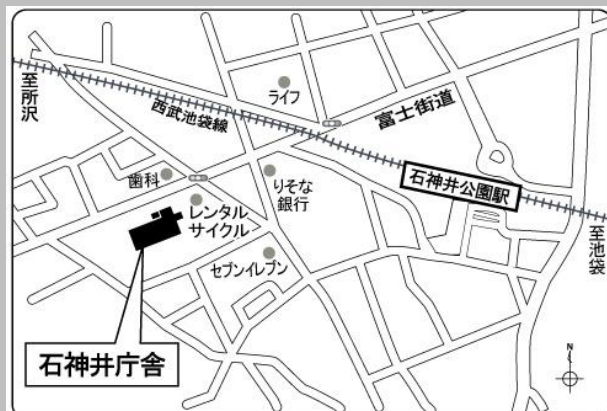 至所沢
西武池袋線
ライフ
富士街道
歯科
りそな
銀行
石神井公園駅
レンタル
サイクル
至池袋
セブンイレブン
石神井庁舎
N